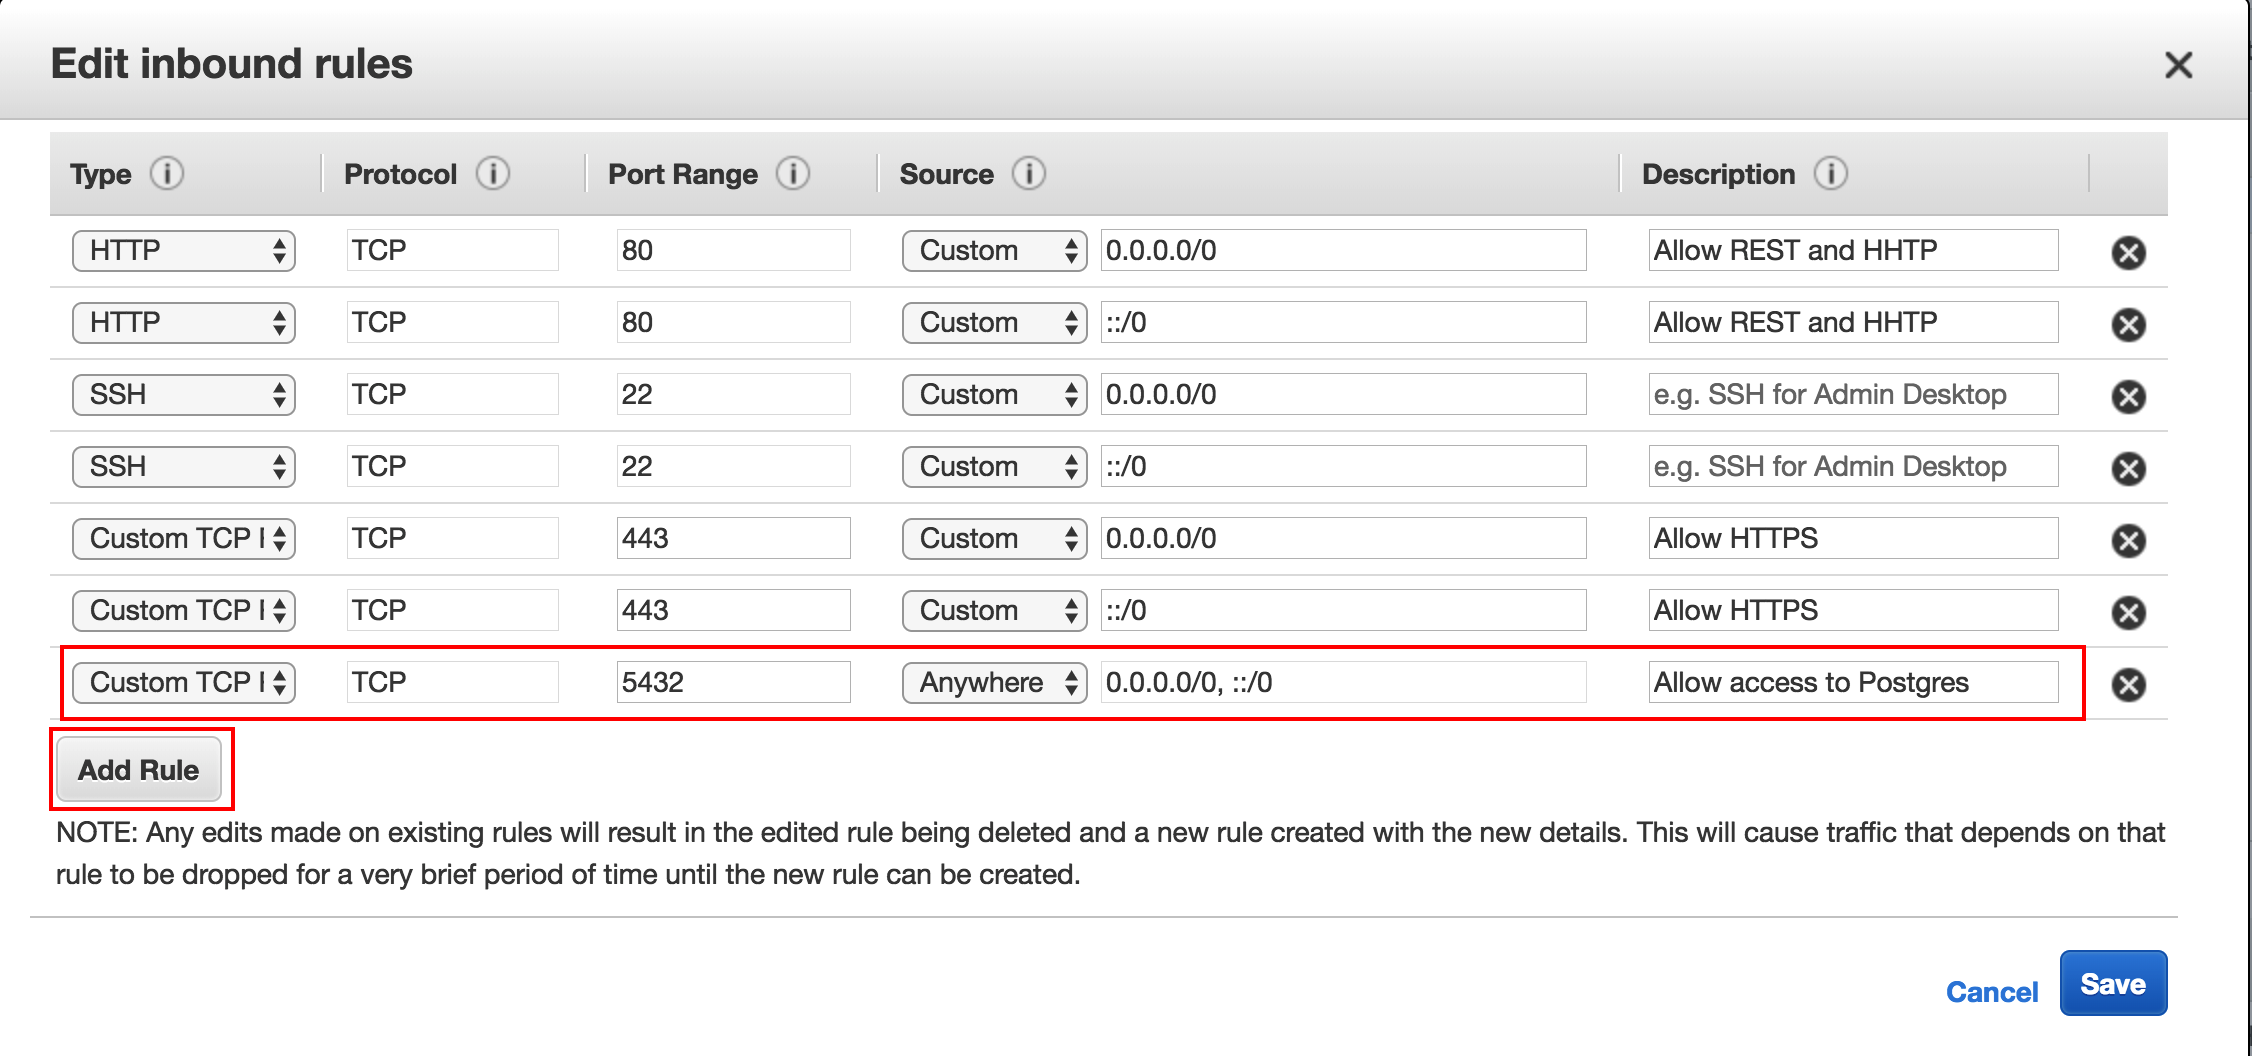 Edit inbound rules
Type Protocol Port Range Source Description
HTTP TCP 80 Custom 0.0.0.0/0 Allow REST and HHTP
HTTP TCP 80 Custom ::/0 Allow REST and HHTP
SSH TCP 22 Custom 0.0.0.0/0 e.g. SSH for Admin Desktop
SSH TCP 22 Custom ::/0 e.g. SSH for Admin Desktop
Custom TCP TCP 443 Custom 0.0.0.0/0 Allow HTTPS
Custom TCP TCP 443 Custom ::/0 Allow HTTPS
Custom TCP TCP 5432 Anywhere 0.0.0.0/0, ::/0 Allow access to Postgres
Add Rule
NOTE: Any edits made on existing rules will result in the edited rule being deleted and a new rule created with the new details. This will cause traffic that depends on that
rule to be dropped for a very brief period of time until the new rule can be created.
Cancel Save